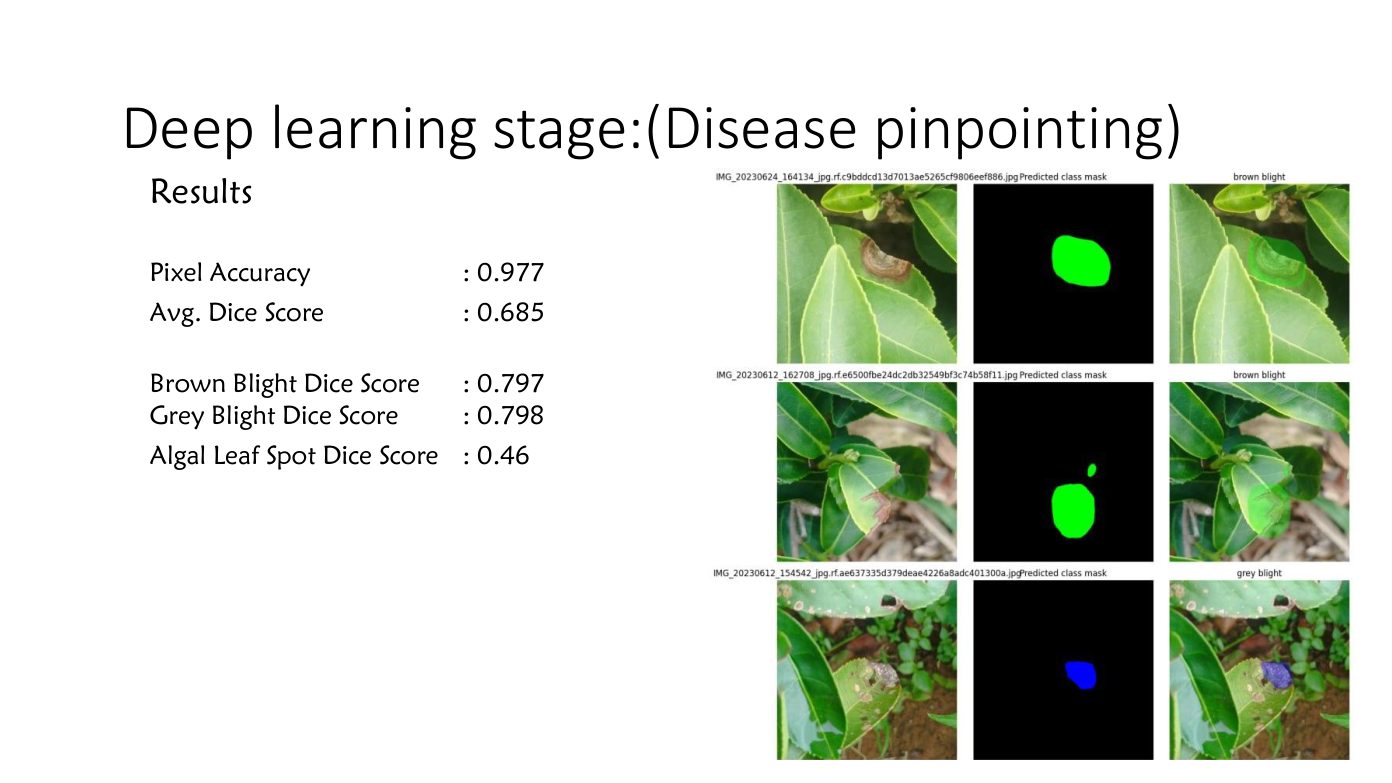 Deep learning stage:(Disease pinpointing)
Results
Pixel Accuracy : 0.977
Avg. Dice Score : 0.685
Brown Blight Dice Score : 0.797
Grey Blight Dice Score : 0.798
Algal Leaf Spot Dice Score : 0.46
IMG_20230624_164134_jpg.rf.c9bddcd13d7013ae5265cf9806eef886.jpg Predicted class mask brown blight
IMG_20230612_162708_jpg.rf.e6500fbe24dc2db32549bf3c74b58f11.jpg Predicted class mask brown blight
IMG_20230612_154542_jpg.rf.ae637335d379deae4226a8adc401300a.jpg Predicted class mask grey blight